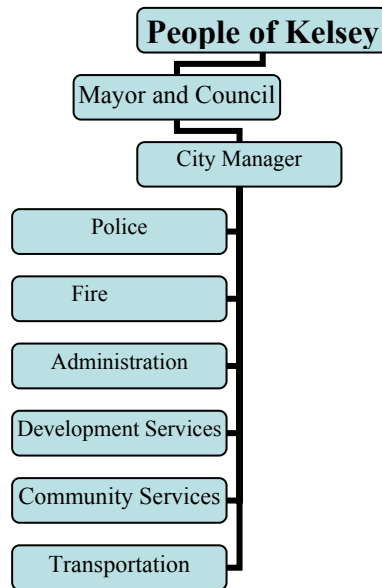 People of Kelsey
Mayor and Council
City Manager
Police
Fire
Administration
Development Services
Community Services
Transportation